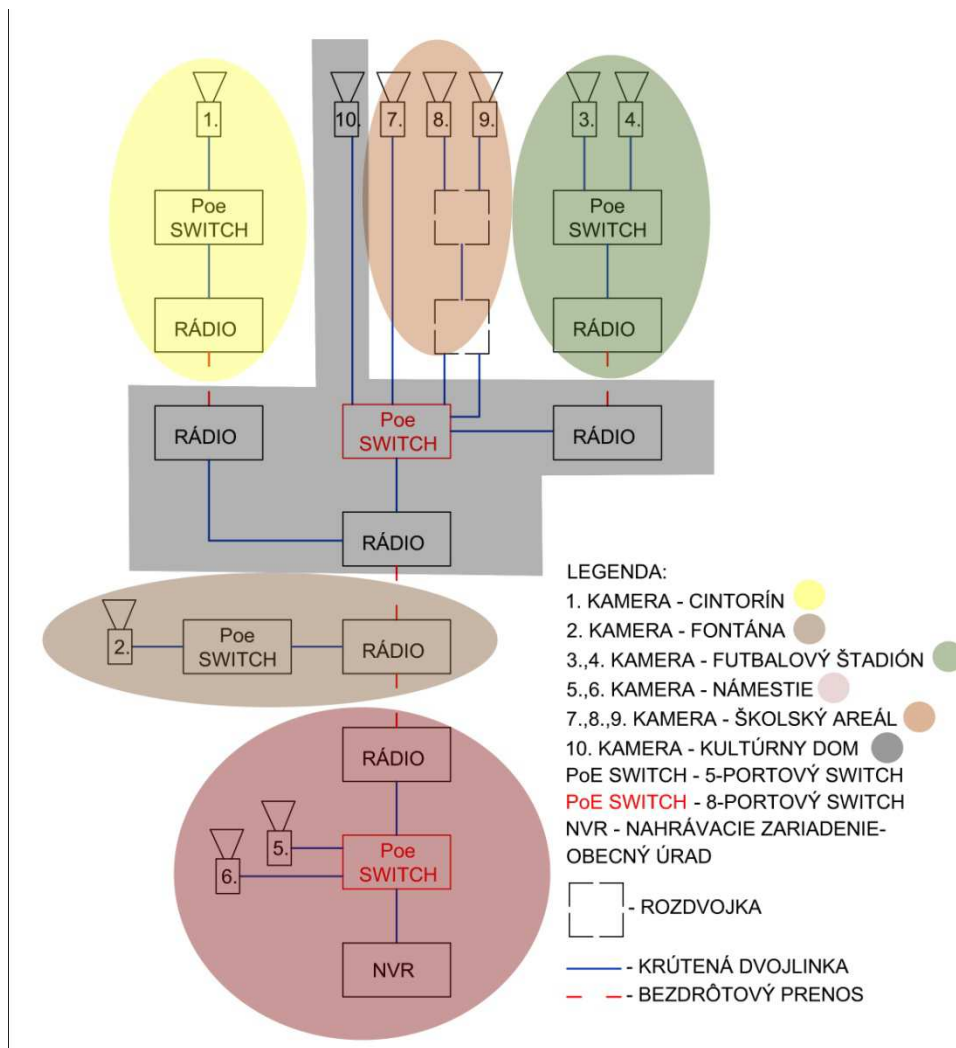 1.
10.
7.
8.
9.
3.
4.
Poe
SWITCH
Poe
SWITCH
RÁDIO
RÁDIO
RÁDIO
Poe
SWITCH
RÁDIO
RÁDIO
2.
Poe
SWITCH
RÁDIO
RÁDIO
5.
6.
Poe
SWITCH
NVR
LEGENDA:
1. KAMERA - CINTORÍN
2. KAMERA - FONTÁNA
3.,4. KAMERA - FUTBALOVÝ ŠTADIÓN
5.,6. KAMERA - NÁMESTIE
7.,8.,9. KAMERA - ŠKOLSKÝ AREÁL
10. KAMERA - KULTÚRNY DOM
PoE SWITCH - 5-PORTOVÝ SWITCH
PoE SWITCH - 8-PORTOVÝ SWITCH
NVR - NAHRÁVACIE ZARIADENIE-
OBECNÝ ÚRAD
- ROZDVOJKA
- KRÚTENÁ DVOJLINKA
- BEZDRÔTOVÝ PRENOS